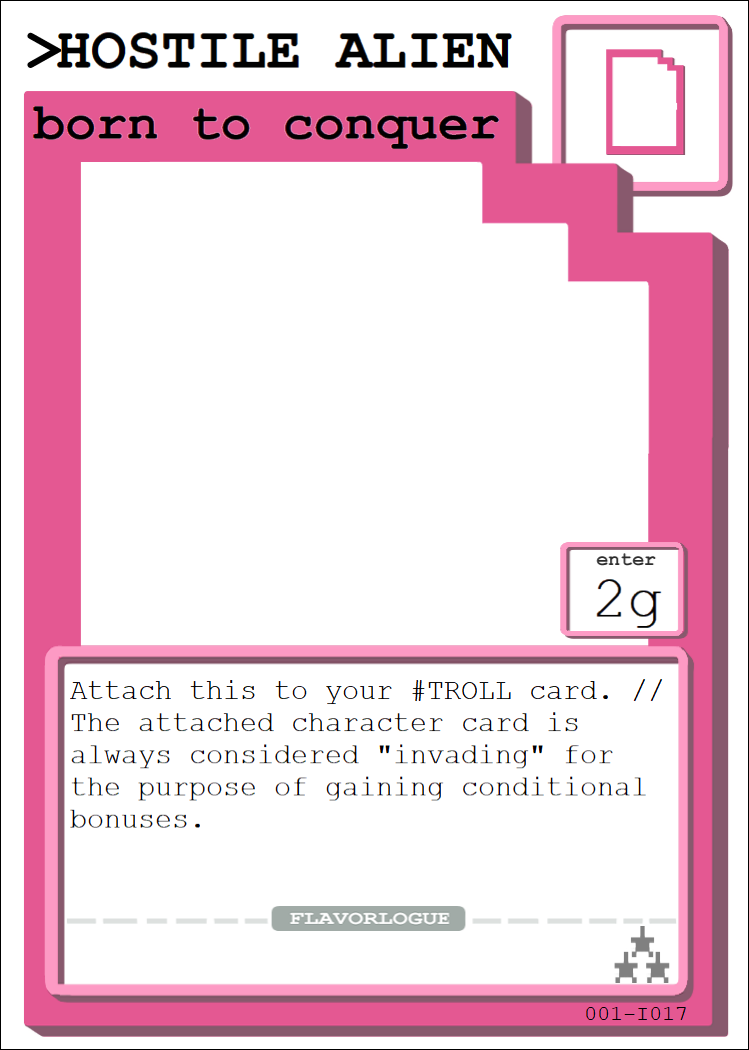 >HOSTILE ALIEN
born to conquer
enter
2g
Attach this to your #TROLL card. //
The attached character card is
always considered "invading" for
the purpose of gaining conditional
bonuses.
FLAVORLOGUE
001-I017